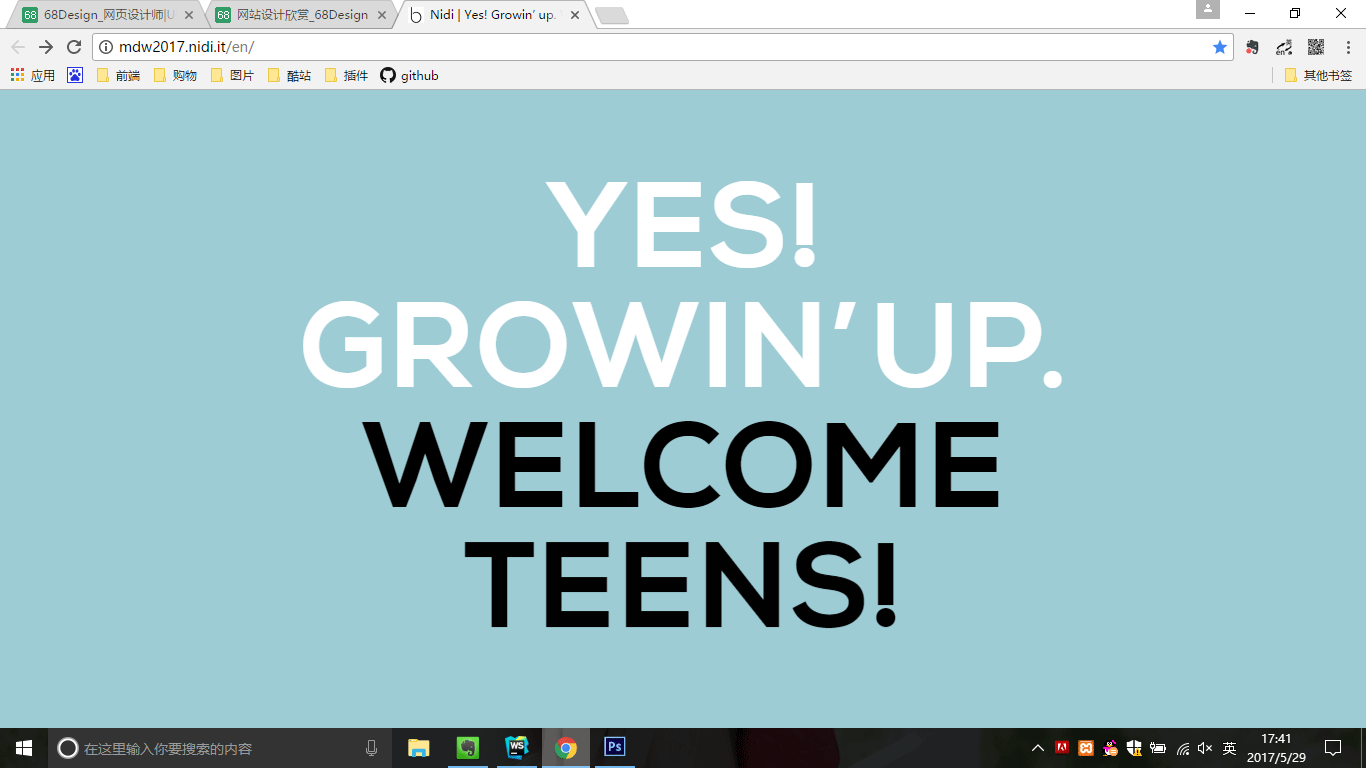 68 68Design_网页设计师|U
68 网站设计欣赏_68Design
Nidi | Yes! Growin' up.
mdw2017.nidi.it/en/
应用 前端 购物 图片 酷站 插件 github 其他书签
YES!
GROWIN' UP.
WELCOME
TEENS!
在这里输入你要搜索的内容
WS
Ps
英
17:41
2017/5/29